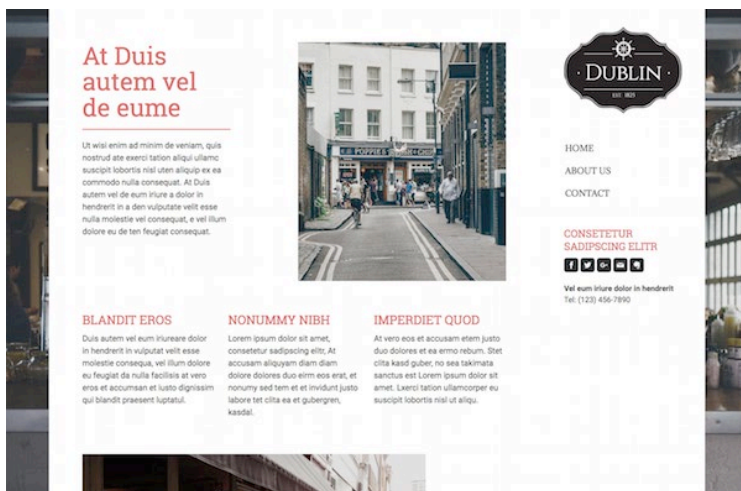 At Duis
autem vel
de eume
Ut wisi enim ad minim de veniam, quis
nostrud ate exerci tation aliqui ullamc
suscipit lobortis nisl uten aliquip ex ea
commodo nulla consequat. At Duis
autem vel de eum iriure a dolor in
hendrerit in a den vulputate velit esse
nulla molestie vel consequat, e vel illum
dolore eu de ten feugiat consequat.
POPPIES
DUBLIN
EST. 1825
HOME
ABOUT US
CONTACT
CONSETETUR
SADIPSCING ELITR
Vel eum iriure dolor in hendrerit
Tel: (123) 456-7890
BLANDIT EROS
Duis autem vel eum iriureare dolor
in hendrerit in vulputat velit esse
molestie consequa, vel illum dolore
eu feugiat da nulla facilisis at vero
eros et accumsan et iusto dignissim
qui blandit praesent luptatul.
NONUMMY NIBH
Lorem ipsum dolor sit amet,
consetetur sadipscing elitr, At
accusam aliquyam diam diam
dolore dolores duo eirm eos erat, et
nonumy sed tem et et invidunt justo
labore tet clita ea et gubergren,
kasdal.
IMPERDIET QUOD
At vero eos et accusam etem justo
duo dolores et ea ermo rebum. Stet
clita kasd guber, no sea takimata
sanctus est Lorem ipsum dolor sit
amet. Lxerci tation ullamcorper eu
suscipit lobortis nisl ut aliqu.